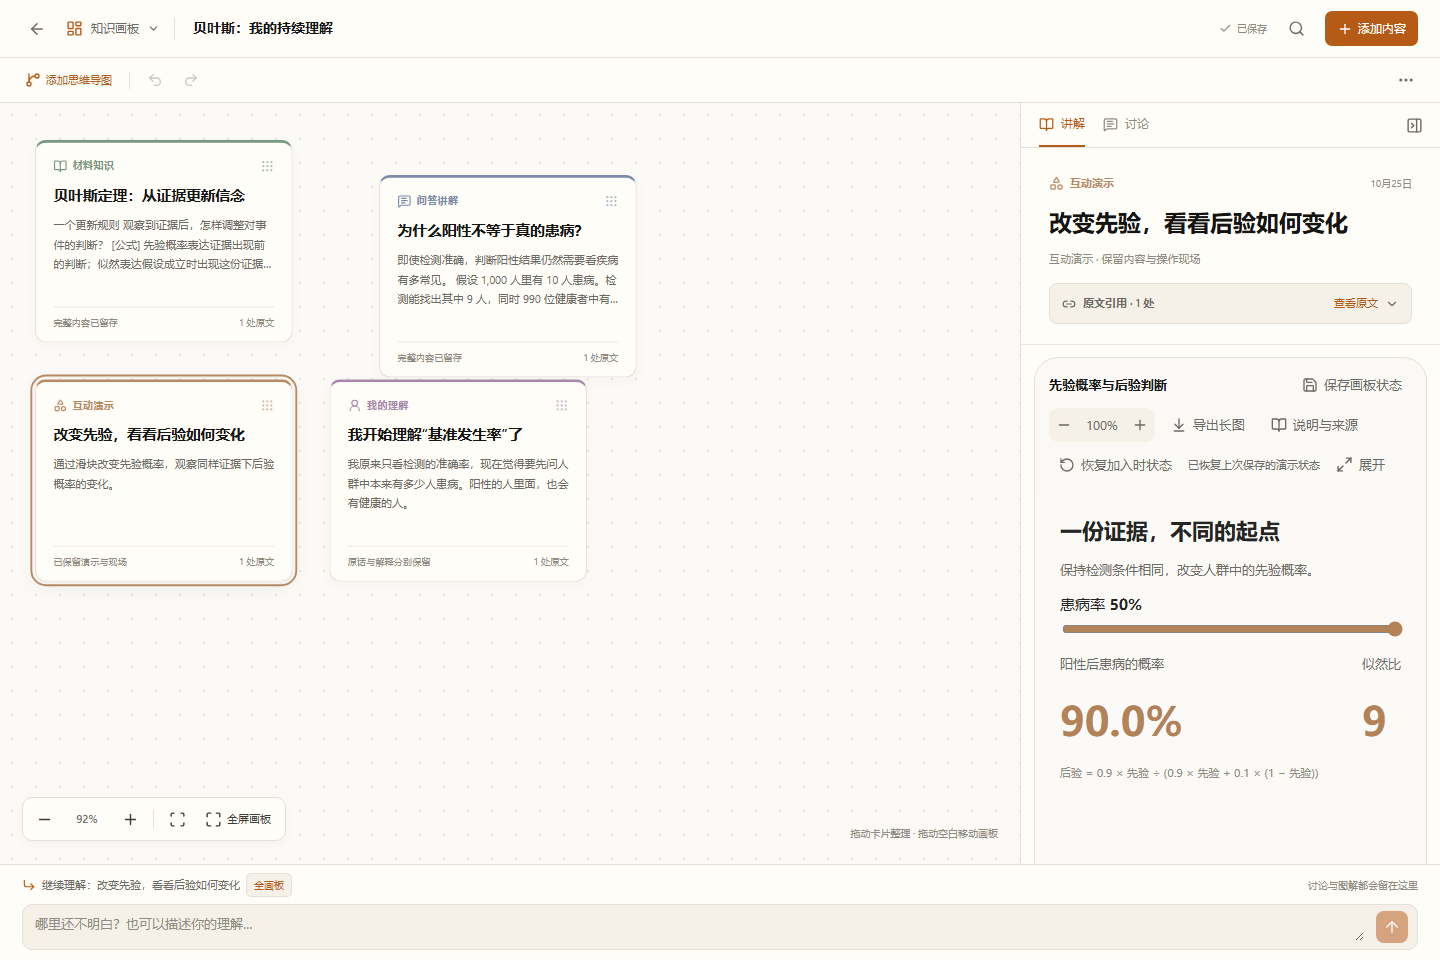 知识画板
贝叶斯：我的持续理解
已保存
添加内容
添加思维导图
材料知识
贝叶斯定理：从证据更新信念
一个更新规则 观察到证据后，怎样调整对事
件的判断？ [公式] 先验概率表达证据出现前
的判断；似然表达假设成立时出现这份证据...
完整内容已留存
1 处原文
问答讲解
为什么阳性不等于真的患病？
即使检测准确，判断阳性结果仍然需要看疾病
有多常见。 假设 1,000 人里有 10 人患病。检
测能找出其中 9 人，同时 990 位健康者中有...
完整内容已留存
1 处原文
互动演示
改变先验，看看后验如何变化
通过滑块改变先验概率，观察同样证据下后验
概率的变化。
已保留演示与现场
1 处原文
我的理解
我开始理解“基准发生率”了
我原来只看检测的准确率，现在觉得要先问人
群中本来有多少人患病。阳性的人里面，也会
有健康的人。
原话与解释分别保留
1 处原文
92%
全屏画板
拖动卡片整理 · 拖动空白移动画板
讲解
讨论
互动演示
10月25日
改变先验，看看后验如何变化
互动演示 · 保留内容与操作现场
原文引用 · 1 处
查看原文
先验概率与后验判断
保存画板状态
100%
导出长图
说明与来源
恢复加入时状态
已恢复上次保存的演示状态
展开
一份证据，不同的起点
保持检测条件相同，改变人群中的先验概率。
患病率 50%
阳性后患病的概率
似然比
90.0%
9
后验 = 0.9 × 先验 ÷ (0.9 × 先验 + 0.1 × (1 − 先验))
继续理解：改变先验，看看后验如何变化
全画板
讨论与图解都会留在这里
哪里还不明白？也可以描述你的理解...